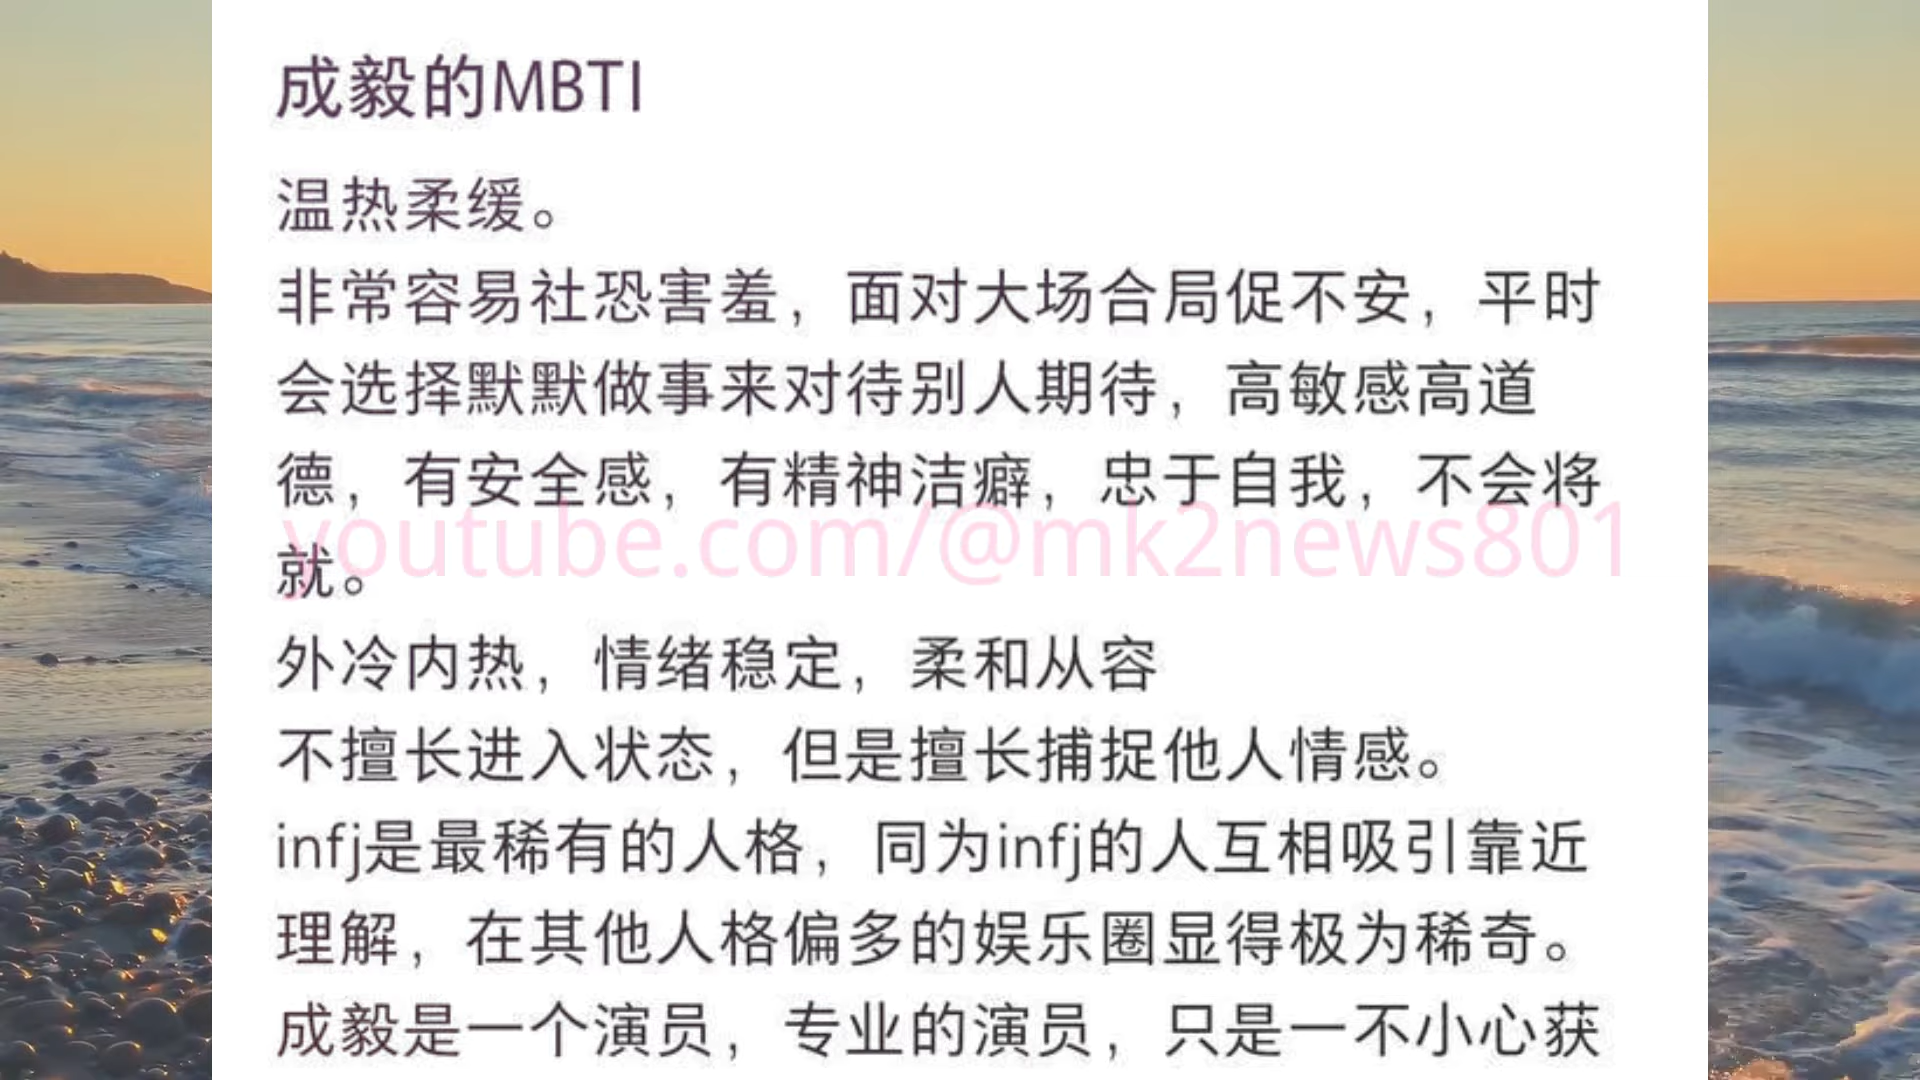 成毅的MBTI
温热柔缓。
非常容易社恐害羞，面对大场合局促不安，平时
会选择默默做事来对待别人期待，高敏感高道
德，有安全感，有精神洁癖，忠于自我，不会将
youtube.com/@mk2news801
就。
外冷内热，情绪稳定，柔和从容
不擅长进入状态，但是擅长捕捉他人情感。
infj是最稀有的人格，同为infj的人互相吸引靠近
理解，在其他人格偏多的娱乐圈显得极为稀奇。
成毅是一个演员，专业的演员，只是一不小心获